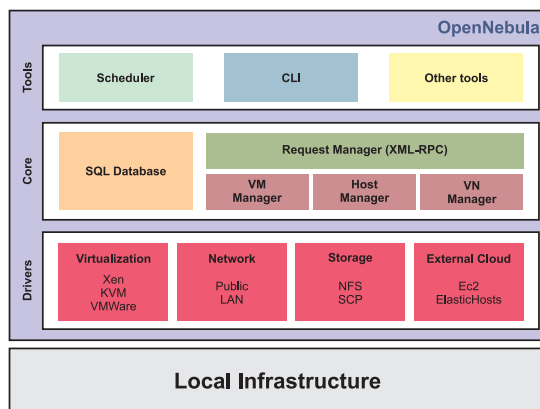 OpenNebula
Tools
Scheduler
CLI
Other tools
Core
SQL Database
Request Manager (XML-RPC)
VM
Manager
Host
Manager
VN
Manager
Drivers
Virtualization
Xen
KVM
VMWare
Network
Public
LAN
Storage
NFS
SCP
External Cloud
Ec2
ElasticHosts
Local Infrastructure